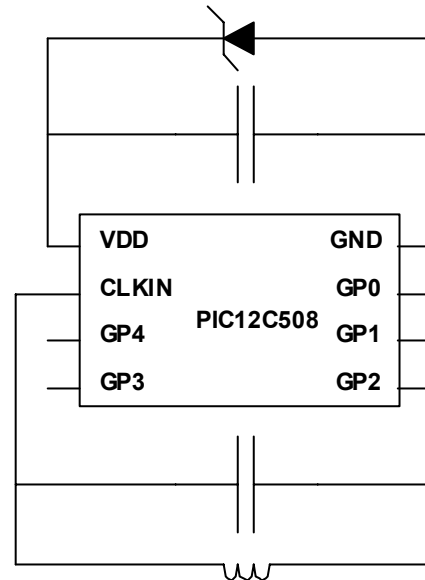 VDD GND
CLKIN GP0
PIC12C508
GP4 GP1
GP3 GP2